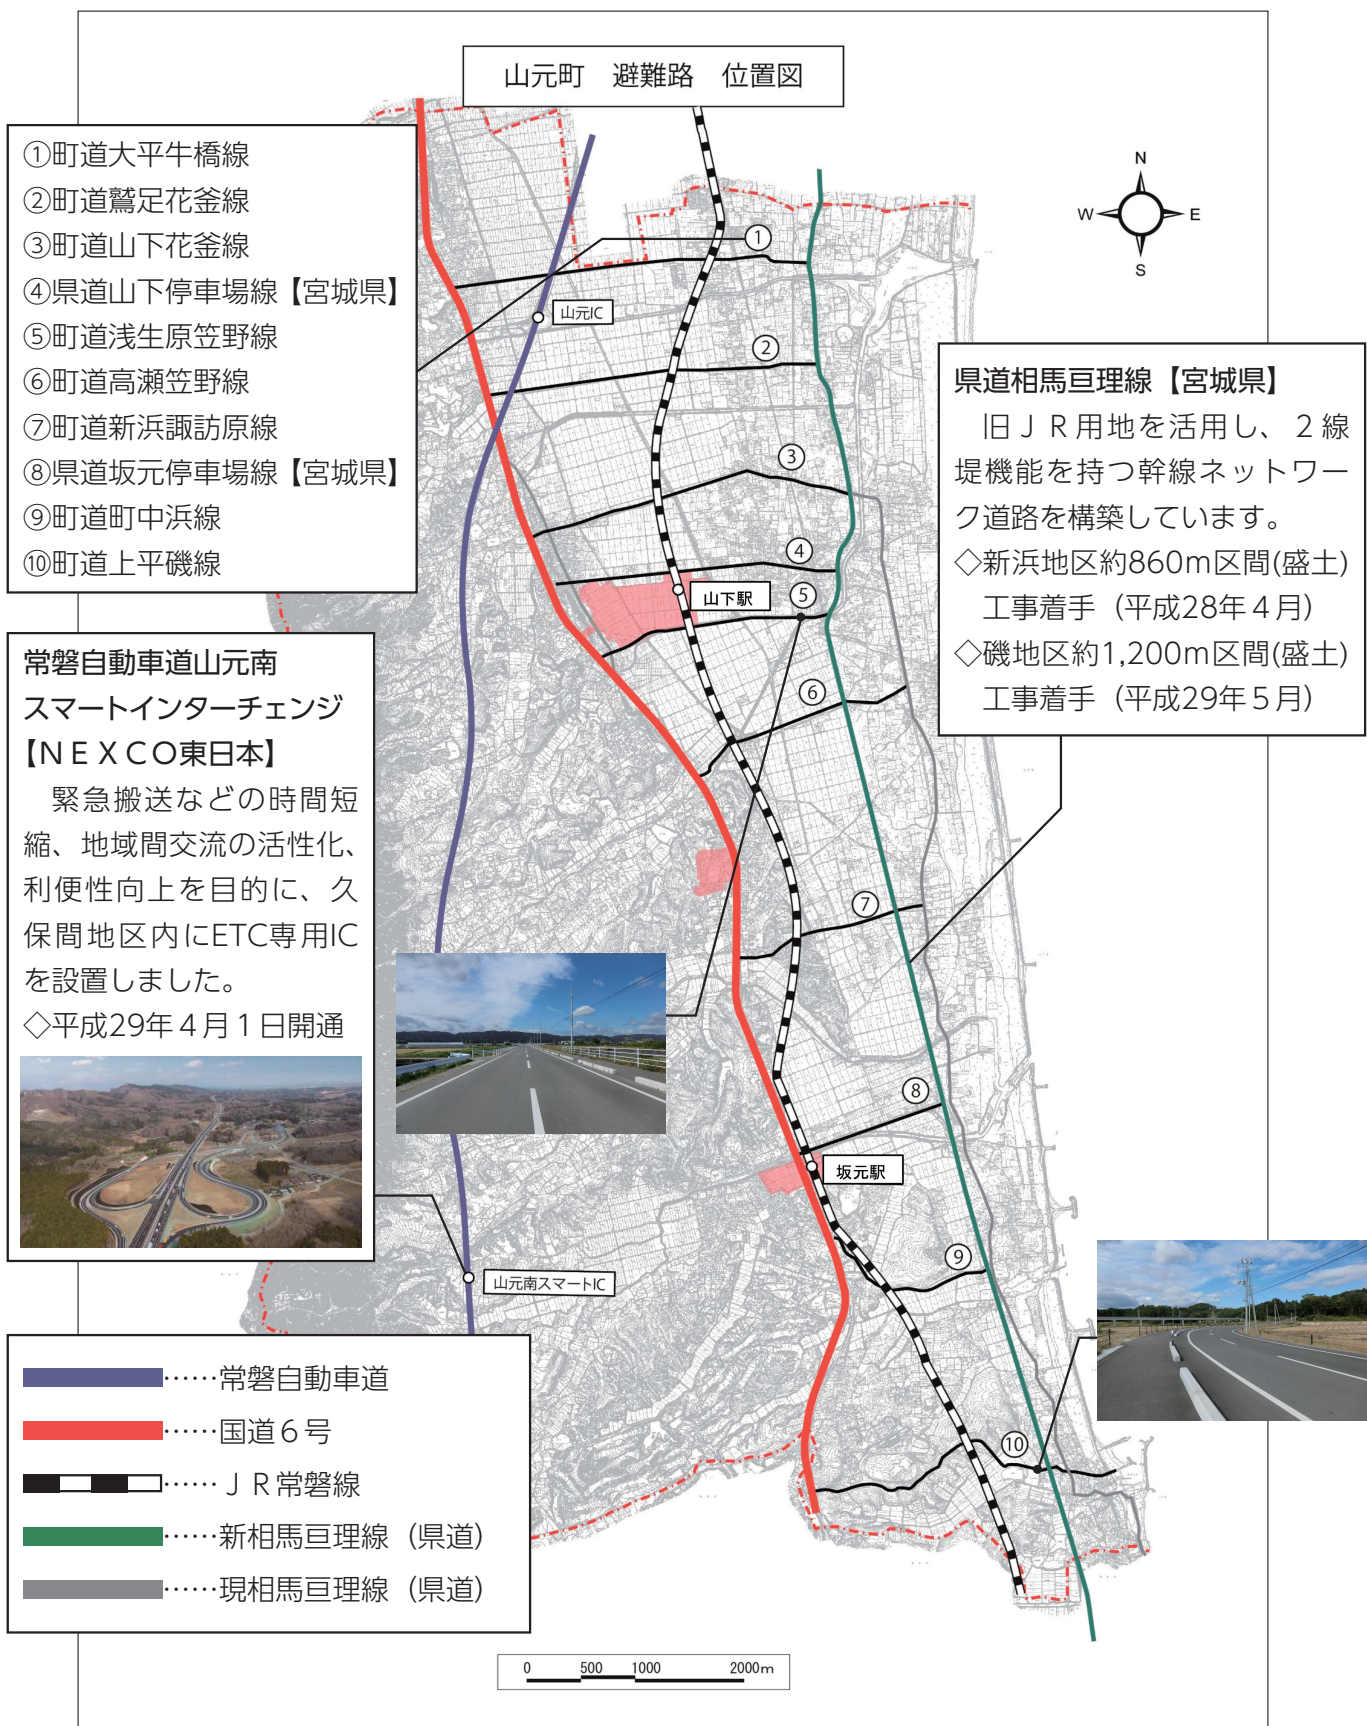 山元町　避難路　位置図
①町道大平牛橋線
②町道鷲足花釜線
③町道山下花釜線
④県道山下停車場線【宮城県】
⑤町道浅生原笠野線
⑥町道高瀬笠野線
⑦町道新浜諏訪原線
⑧県道坂元停車場線【宮城県】
⑨町道町中浜線
⑩町道上平磯線
N
W
E
S
①
山元IC
②
県道相馬亘理線【宮城県】
旧ＪＲ用地を活用し、２線
堤機能を持つ幹線ネットワー
ク道路を構築しています。
◇新浜地区約860m区間(盛土)
工事着手（平成28年４月）
◇磯地区約1,200m区間(盛土)
工事着手（平成29年５月）
③
④
⑤
山下駅
⑥
常磐自動車道山元南
スマートインターチェンジ
【ＮＥＸＣＯ東日本】
緊急搬送などの時間短
縮、地域間交流の活性化、
利便性向上を目的に、久
保間地区内にETC専用IC
を設置しました。
◇平成29年４月１日開通
⑦
⑧
坂元駅
⑨
山元南スマートIC
⑩
……常磐自動車道
……国道６号
……ＪＲ常磐線
……新相馬亘理線（県道）
……現相馬亘理線（県道）
0 500 1000 2000m